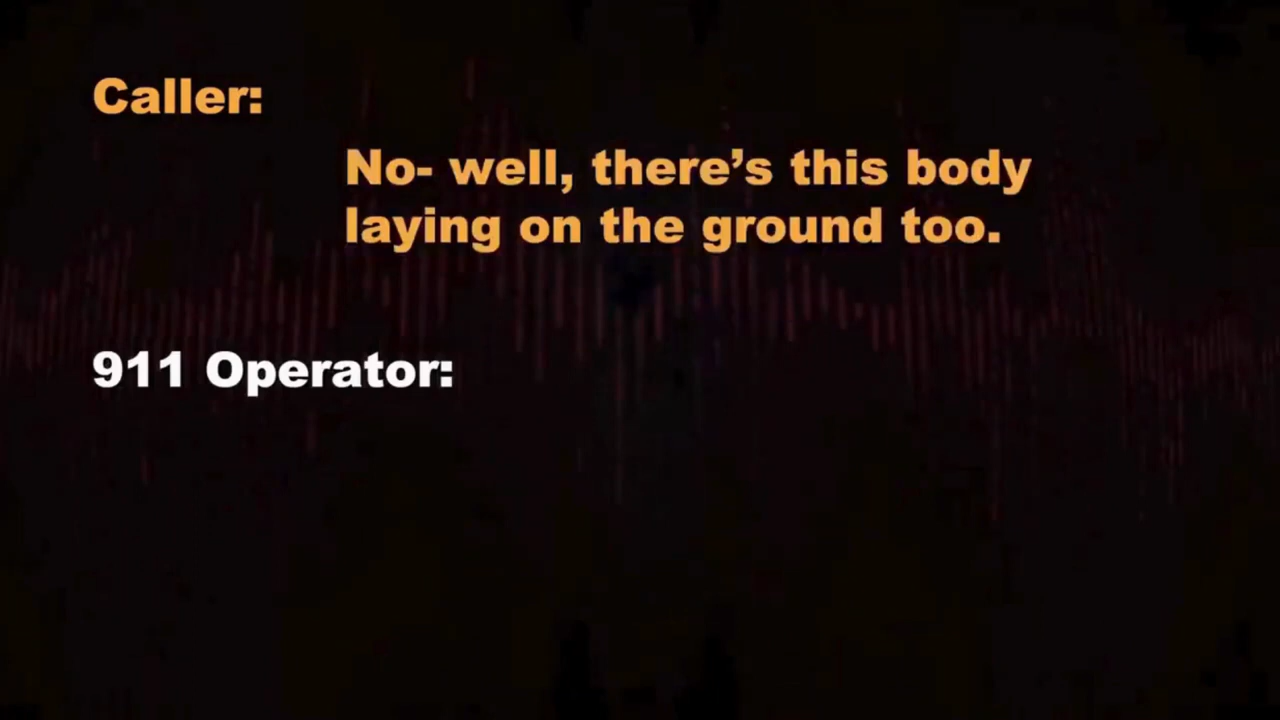 Caller:
No- well, there’s this body
laying on the ground too.
911 Operator: